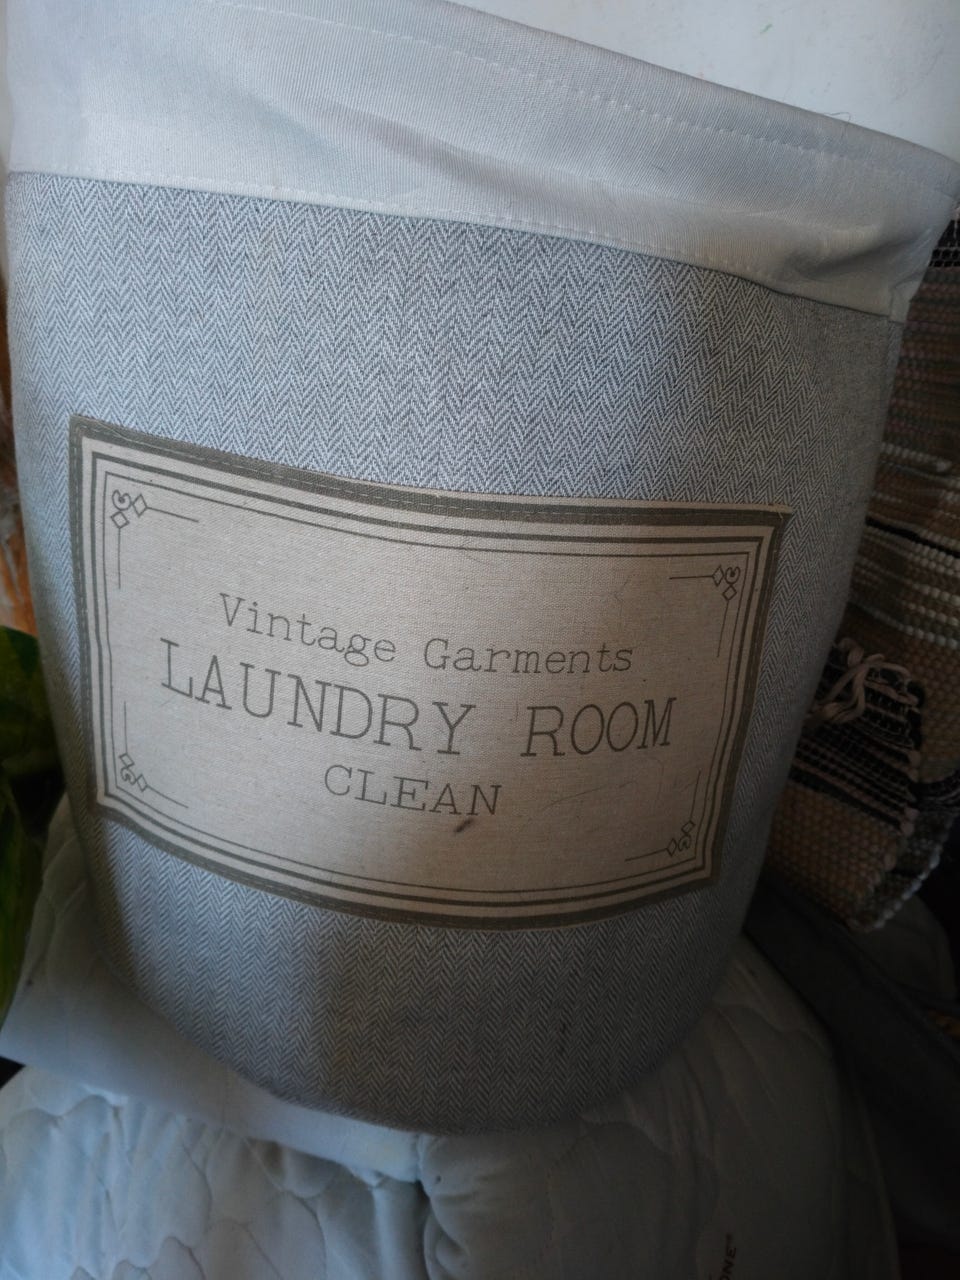 Vintage Garments
LAUNDRY ROOM
CLEAN